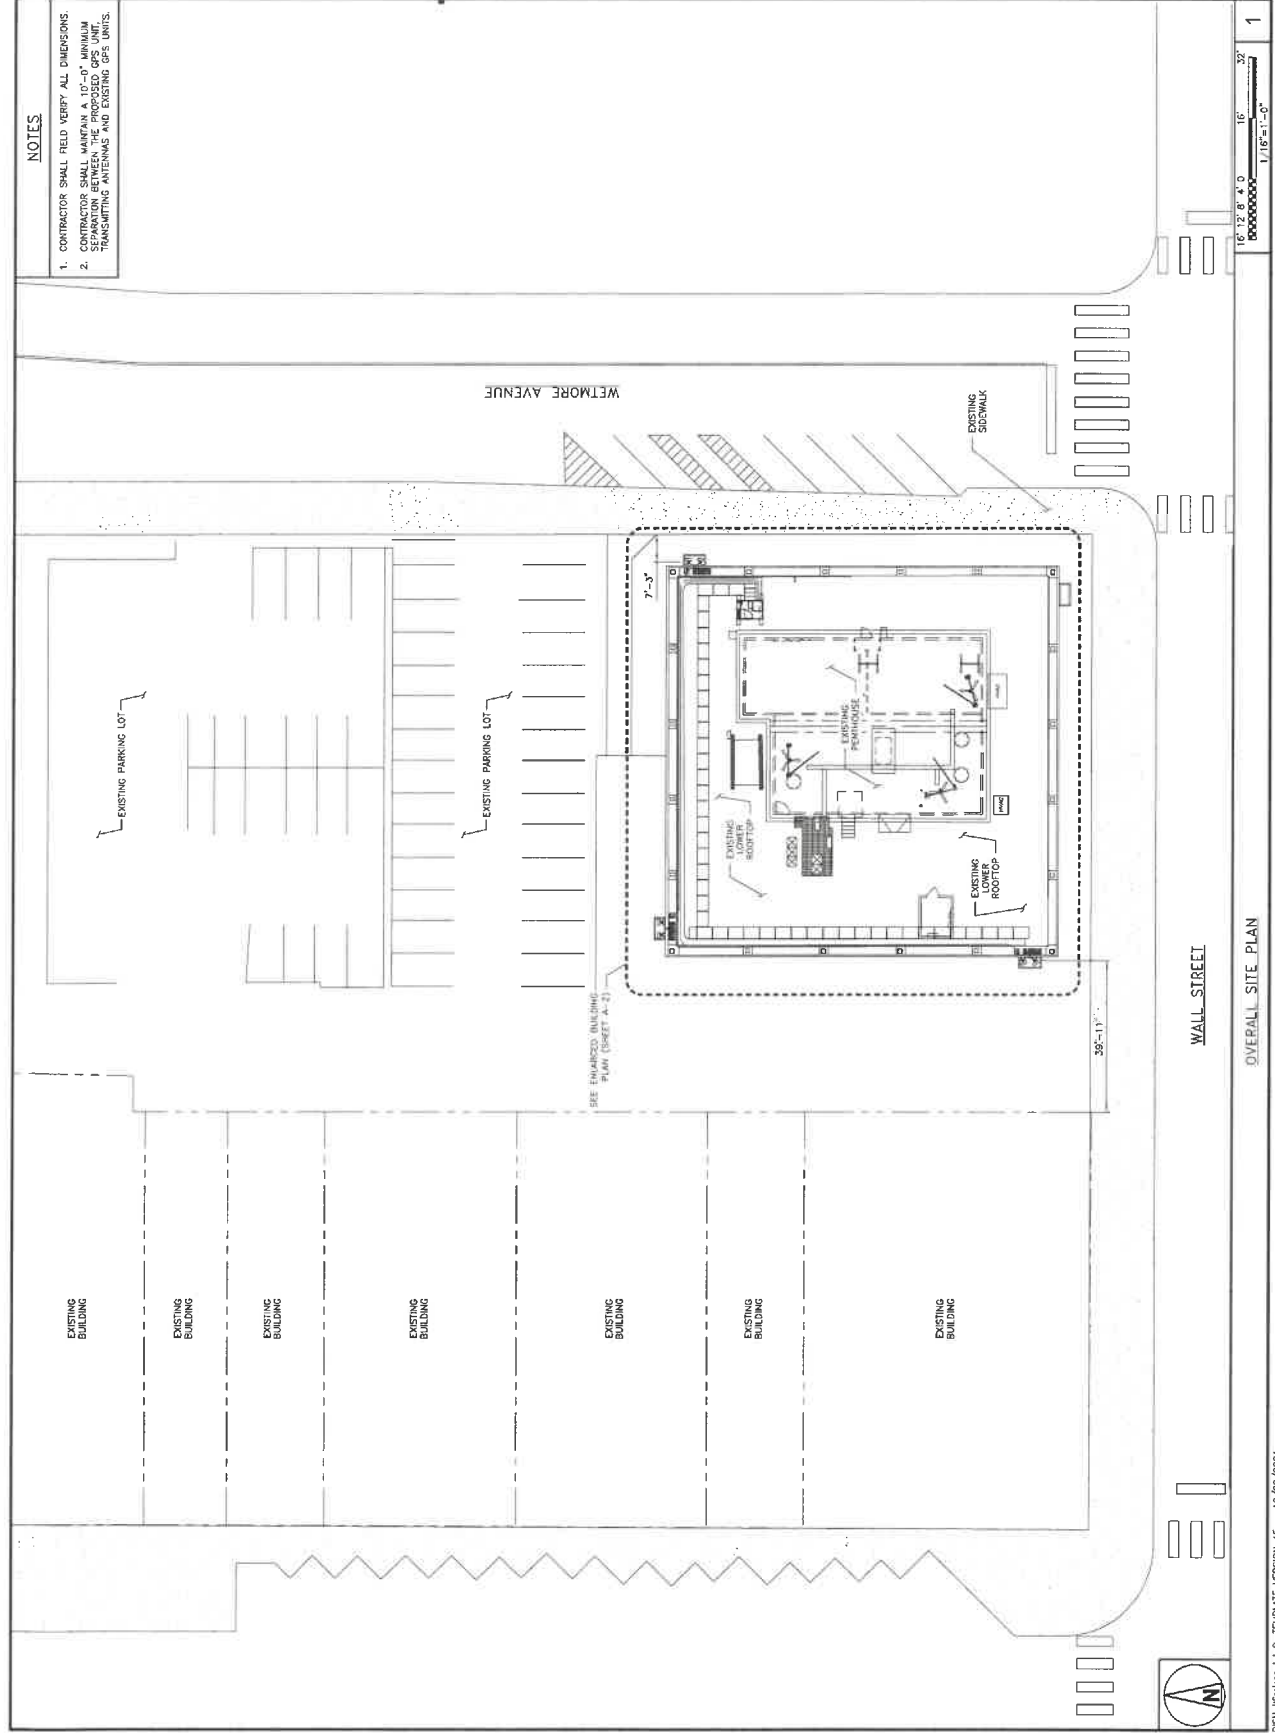 NOTES
1. CONTRACTOR SHALL FIELD VERIFY ALL DIMENSIONS.
2. CONTRACTOR SHALL MAINTAIN A 10'-0" MINIMUM
SEPARATION BETWEEN THE PROPOSED GPS UNIT,
TRANSMITTING ANTENNAS AND EXISTING GPS UNITS.
EXISTING
BUILDING
EXISTING PARKING LOT
EXISTING
BUILDING
EXISTING
BUILDING
EXISTING
BUILDING
EXISTING PARKING LOT
WETMORE AVENUE
EXISTING
BUILDING
SEE ENLARGED BUILDING
PLAN (SHEET A-2)
7'-3"
EXISTING
BUILDING
EXISTING
LOWER
ROOFTOP
EXISTING
PENTHOUSE
EXISTING
BUILDING
EXISTING
LOWER
ROOFTOP
HVAC
HVAC
EXISTING
SIDEWALK
39'-11"
WALL STREET
N
OVERALL SITE PLAN
16' 12' 8' 4' 0 16' 32'
1/16"=1'-0"
1